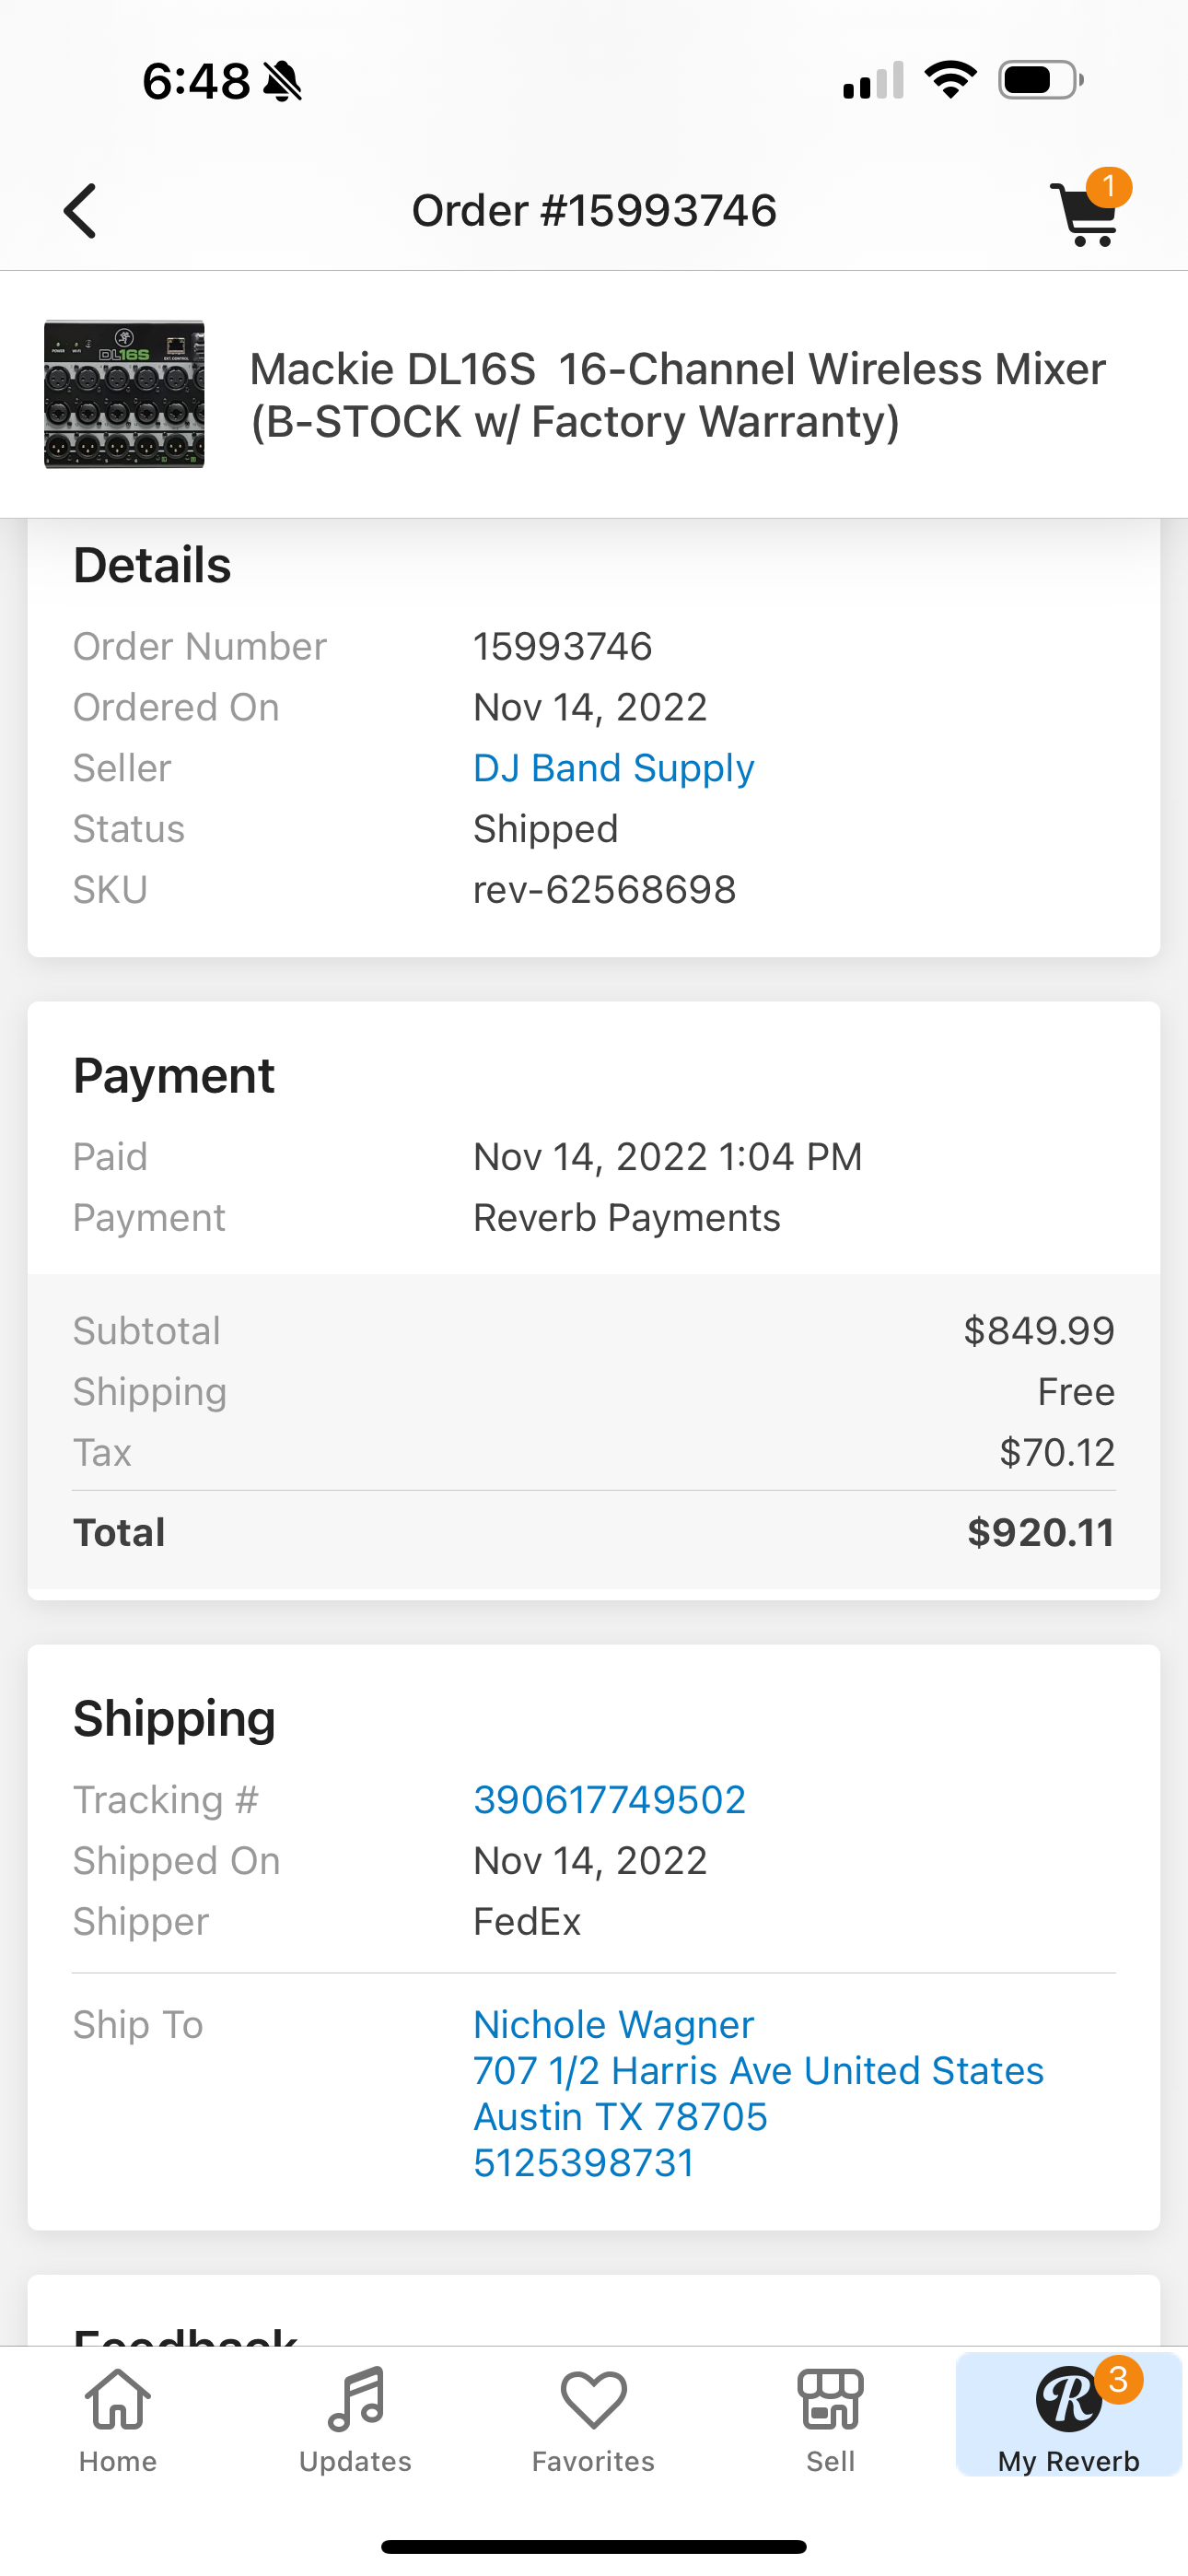 6:48
Order #15993746
1
DL16S
Mackie DL16S 16-Channel Wireless Mixer
(B-STOCK w/ Factory Warranty)
Details
Order Number 15993746
Ordered On Nov 14, 2022
Seller DJ Band Supply
Status Shipped
SKU rev-62568698
Payment
Paid Nov 14, 2022 1:04 PM
Payment Reverb Payments
Subtotal $849.99
Shipping Free
Tax $70.12
Total $920.11
Shipping
Tracking # 390617749502
Shipped On Nov 14, 2022
Shipper FedEx
Ship To Nichole Wagner
707 1/2 Harris Ave United States
Austin TX 78705
5125398731
Feedback
R 3
Home Updates Favorites Sell My Reverb